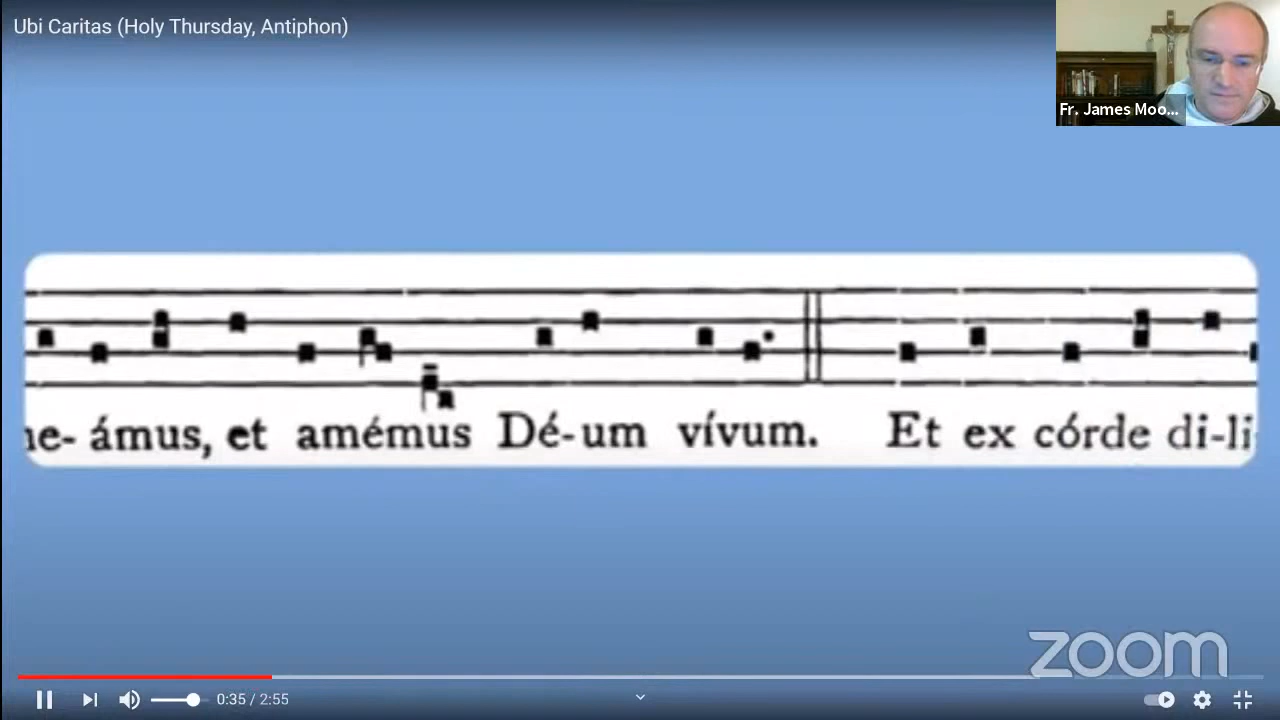 Ubi Caritas (Holy Thursday, Antiphon)
Fr. James Moo...
ne- ámus, et amémus Dé-um vívum. Et ex córde di-li
zoom
0:35 / 2:55